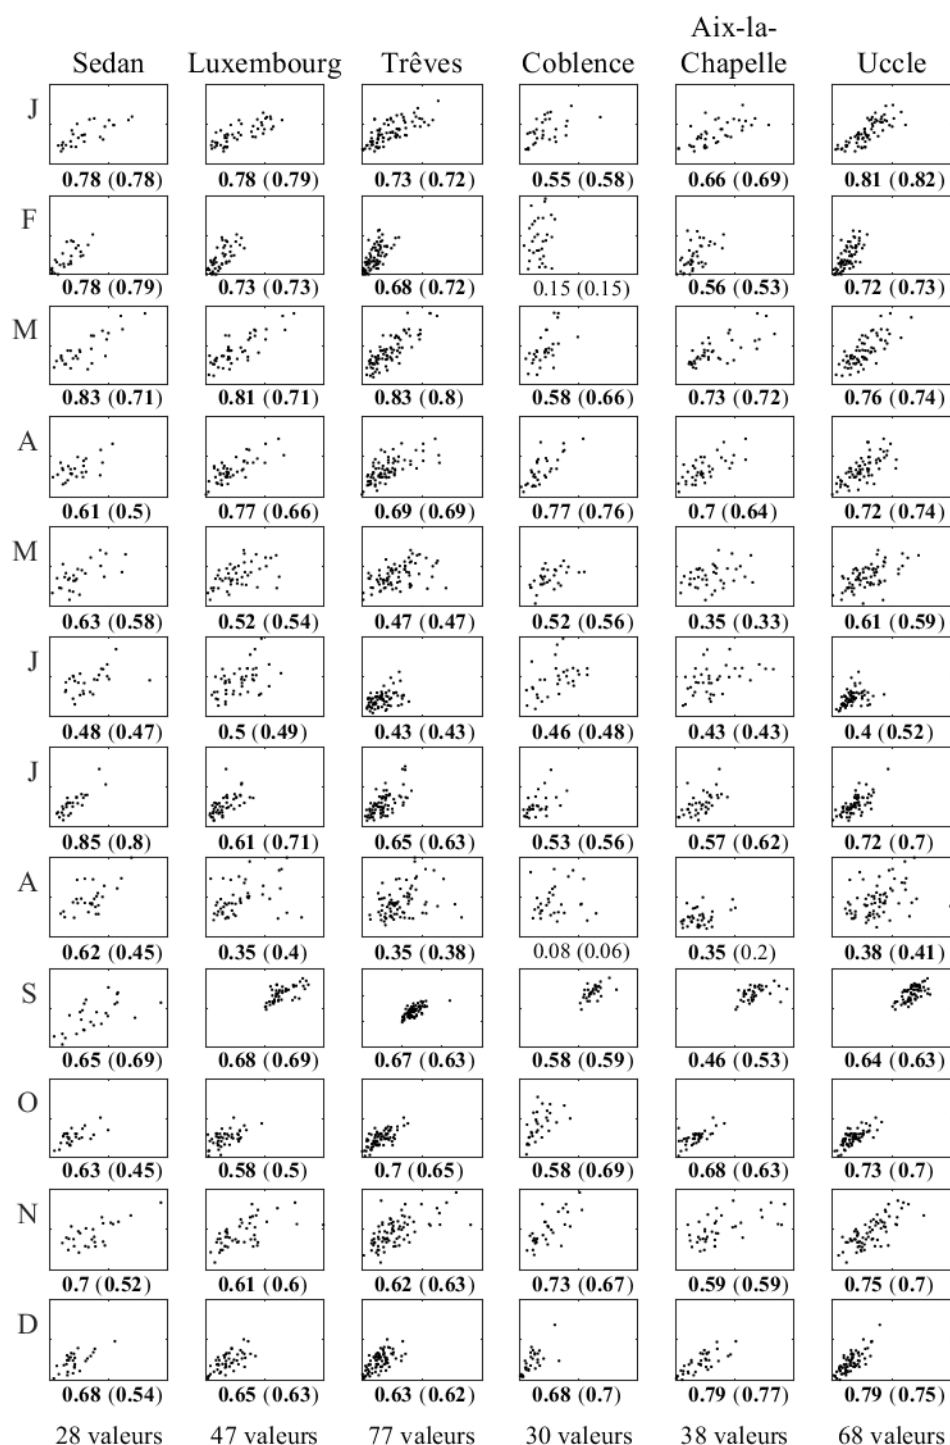 Aix-la-
Sedan Luxembourg Trêves Coblence Chapelle Uccle
J
0.78 (0.78) 0.78 (0.79) 0.73 (0.72) 0.55 (0.58) 0.66 (0.69) 0.81 (0.82)
F
0.78 (0.79) 0.73 (0.73) 0.68 (0.72) 0.15 (0.15) 0.56 (0.53) 0.72 (0.73)
M
0.83 (0.71) 0.81 (0.71) 0.83 (0.8) 0.58 (0.66) 0.73 (0.72) 0.76 (0.74)
A
0.61 (0.5) 0.77 (0.66) 0.69 (0.69) 0.77 (0.76) 0.7 (0.64) 0.72 (0.74)
M
0.63 (0.58) 0.52 (0.54) 0.47 (0.47) 0.52 (0.56) 0.35 (0.33) 0.61 (0.59)
J
0.48 (0.47) 0.5 (0.49) 0.43 (0.43) 0.46 (0.48) 0.43 (0.43) 0.4 (0.52)
J
0.85 (0.8) 0.61 (0.71) 0.65 (0.63) 0.53 (0.56) 0.57 (0.62) 0.72 (0.7)
A
0.62 (0.45) 0.35 (0.4) 0.35 (0.38) 0.08 (0.06) 0.35 (0.2) 0.38 (0.41)
S
0.65 (0.69) 0.68 (0.69) 0.67 (0.63) 0.58 (0.59) 0.46 (0.53) 0.64 (0.63)
O
0.63 (0.45) 0.58 (0.5) 0.7 (0.65) 0.58 (0.69) 0.68 (0.63) 0.73 (0.7)
N
0.7 (0.52) 0.61 (0.6) 0.62 (0.63) 0.73 (0.67) 0.59 (0.59) 0.75 (0.7)
D
0.68 (0.54) 0.65 (0.63) 0.63 (0.62) 0.68 (0.7) 0.79 (0.77) 0.79 (0.75)
28 valeurs 47 valeurs 77 valeurs 30 valeurs 38 valeurs 68 valeurs